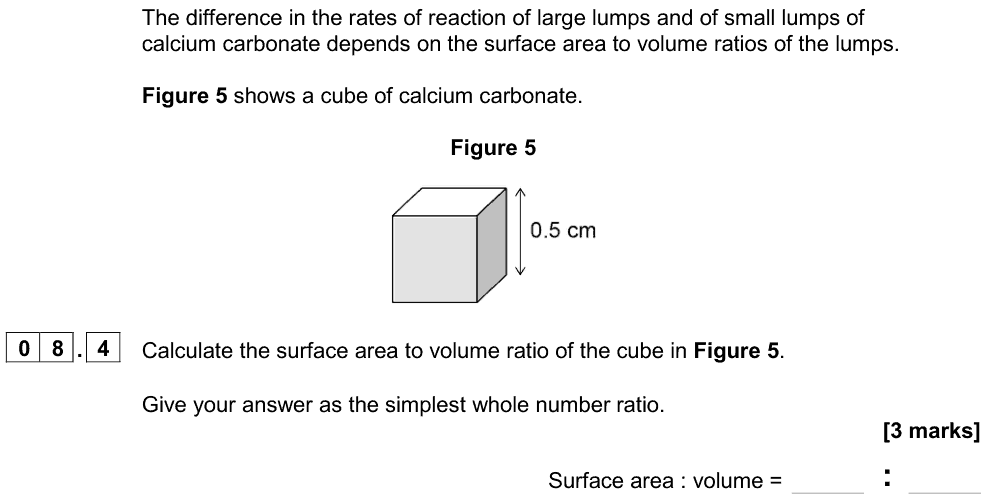 The difference in the rates of reaction of large lumps and of small lumps of
calcium carbonate depends on the surface area to volume ratios of the lumps.
Figure 5 shows a cube of calcium carbonate.
Figure 5
0.5 cm
0 8 . 4 Calculate the surface area to volume ratio of the cube in Figure 5.
Give your answer as the simplest whole number ratio.
[3 marks]
Surface area : volume = ____ : ____